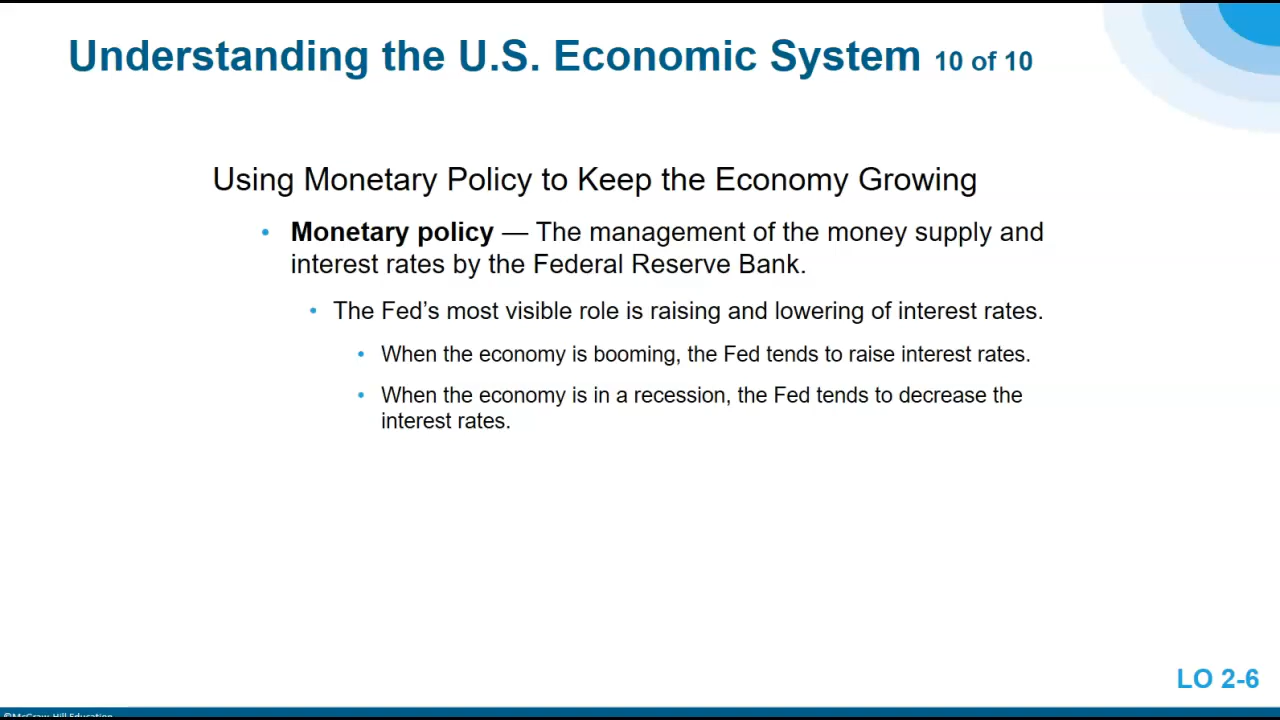 Understanding the U.S. Economic System 10 of 10
Using Monetary Policy to Keep the Economy Growing
• Monetary policy — The management of the money supply and
interest rates by the Federal Reserve Bank.
• The Fed’s most visible role is raising and lowering of interest rates.
• When the economy is booming, the Fed tends to raise interest rates.
• When the economy is in a recession, the Fed tends to decrease the
interest rates.
LO 2-6
©McGraw-Hill Education